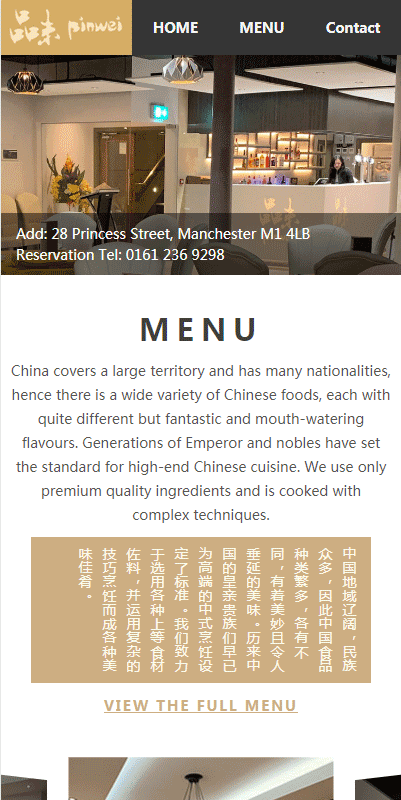 品味 pinwei
HOME
MENU
Contact
品味
Add: 28 Princess Street, Manchester M1 4LB
Reservation Tel: 0161 236 9298
MENU
China covers a large territory and has many nationalities,
hence there is a wide variety of Chinese foods, each with
quite different but fantastic and mouth-watering
flavours. Generations of Emperor and nobles have set
the standard for high-end Chinese cuisine. We use only
premium quality ingredients and is cooked with
complex techniques.
中国地域辽阔，民族
众多，因此中国食品
种类繁多，各有不
同，有着美妙且令人
垂延的美味。历来中
国的皇亲贵族们早已
为高端的中式烹饪设
定了标准。我们致力
于选用各种上等食材
佐料，并运用复杂的
技巧烹饪而成各种美
味佳肴。
VIEW THE FULL MENU